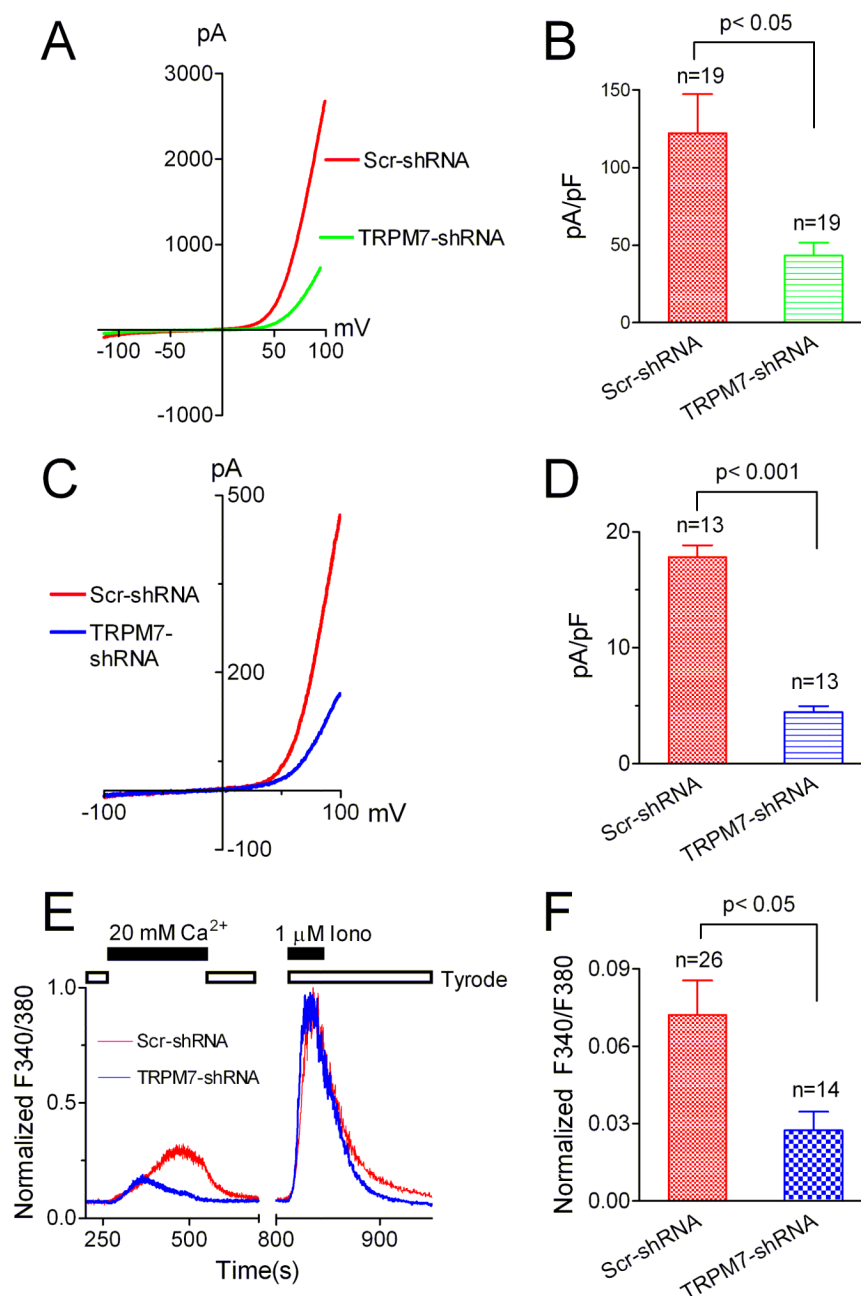 A
pA
3000
2000
1000
-1000
-100
-50
50
100
mV
Scr-shRNA
TRPM7-shRNA
B
p< 0.05
n=19
n=19
pA/pF
150
100
50
0
Scr-shRNA
TRPM7-shRNA
C
pA
500
200
-100
-100
100
mV
Scr-shRNA
TRPM7-
shRNA
D
p< 0.001
n=13
n=13
pA/pF
20
10
0
Scr-shRNA
TRPM7-shRNA
E
20 mM Ca²⁺
1 μM Iono
Tyrode
Normalized F340/380
1.0
0.5
0.0
Scr-shRNA
TRPM7-shRNA
250
500
800
900
Time(s)
F
p< 0.05
n=26
n=14
Normalized F340/F380
0.09
0.06
0.03
0.00
Scr-shRNA
TRPM7-shRNA